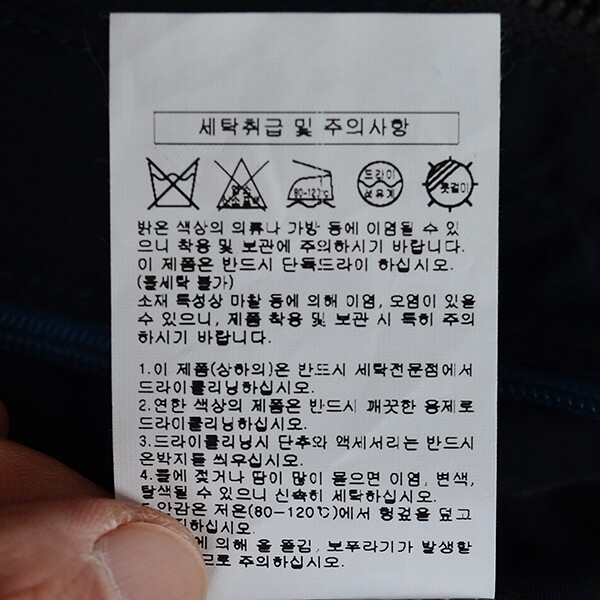 세탁취급 및 주의사항
80-120℃
드라이
석유계
옷걸이
밝은 색상의 의류나 가방 등에 이염될 수 있
으니 착용 및 보관에 주의하시기 바랍니다.
이 제품은 반드시 단독드라이 하십시오.
(물세탁 불가)
소재 특성상 마찰 등에 의해 이염, 오염이 있을
수 있으니, 제품 착용 및 보관 시 특히 주의
하시기 바랍니다.
1.이 제품(상하의)은 반드시 세탁전문점에서
드라이클리닝하십시오.
2.연한 색상의 제품은 반드시 깨끗한 용제로
드라이클리닝하십시오.
3.드라이클리닝시 단추와 액세서리는 반드시
은박지를 씌우십시오.
4.물에 젖거나 땀이 많이 묻으면 이염, 변색,
탈색될 수 있으니 신속히 세탁하십시오.
안감은 저온(80-120℃)에서 헝겊을 덮고
하십시오.
에 의해 올 뜯김, 보푸라기가 발생할
므로 주의하십시오.